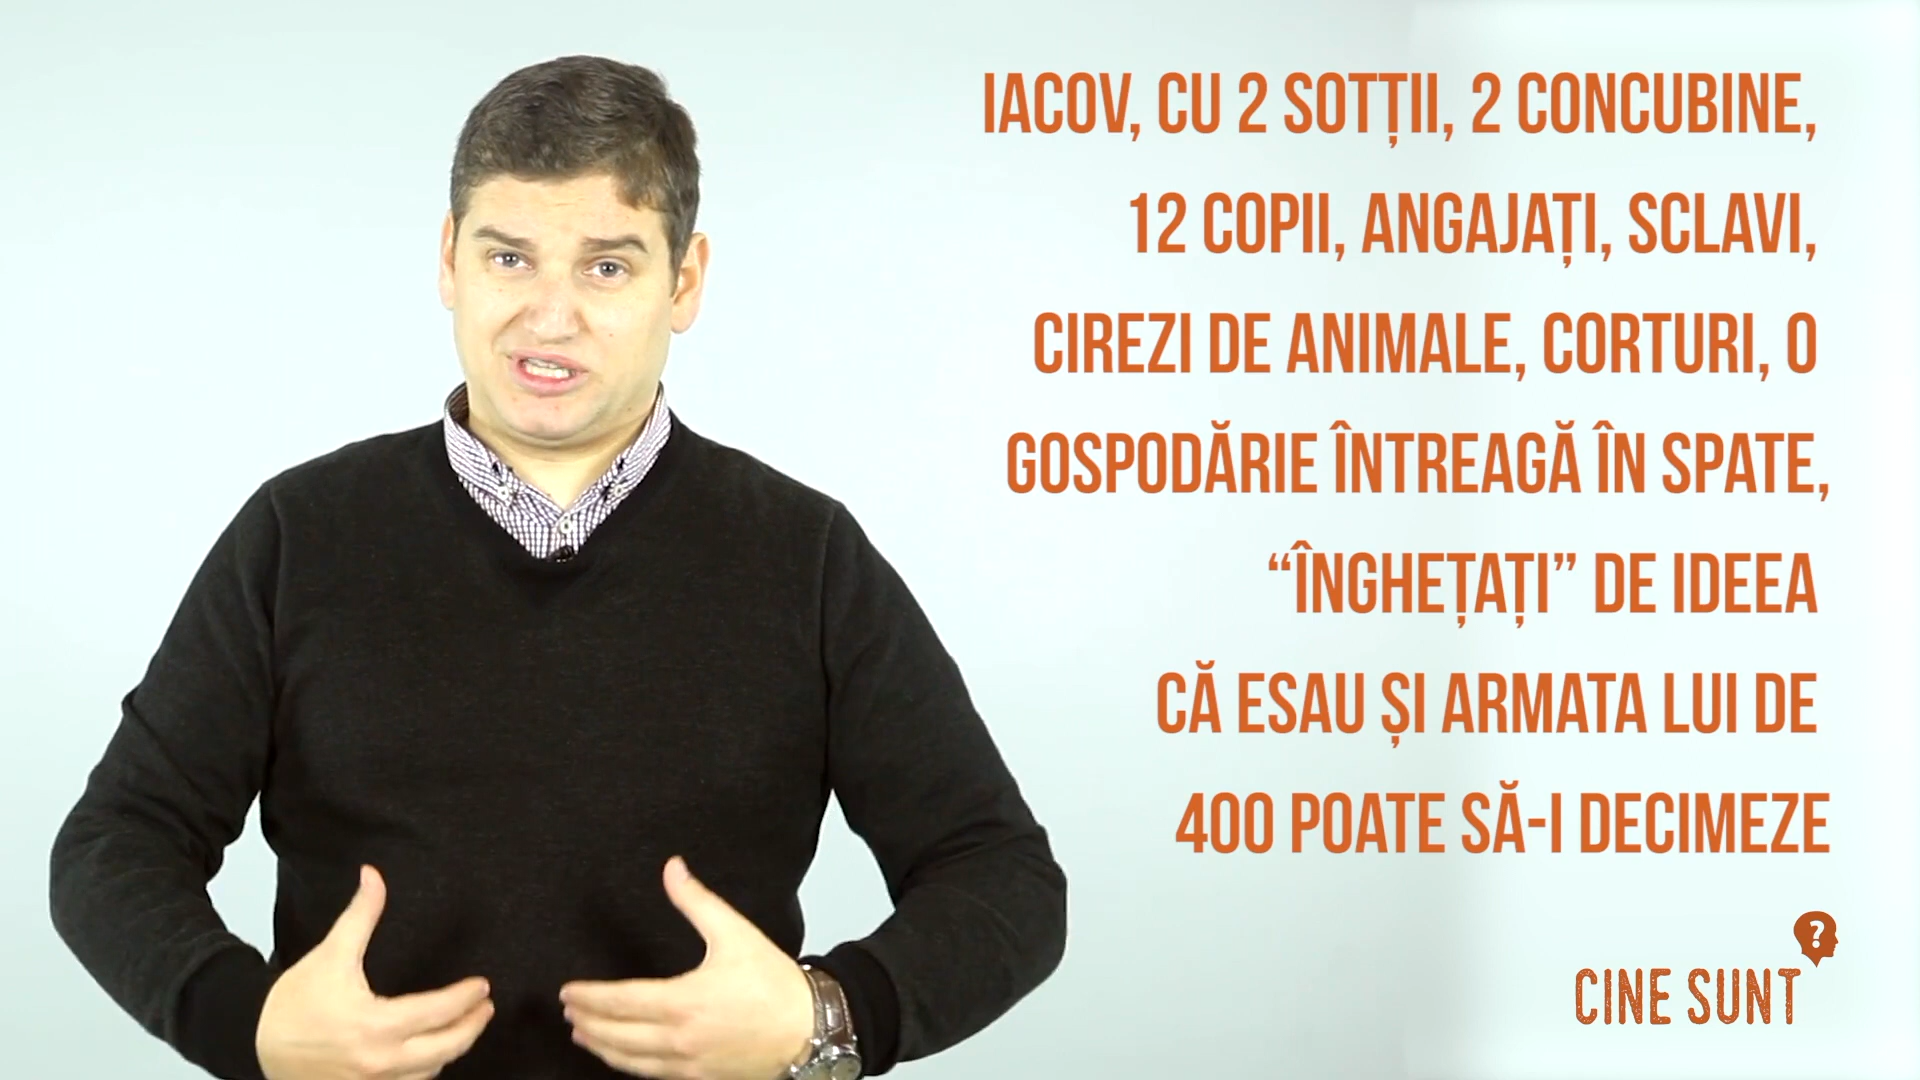 IACOV, CU 2 SOTȚII, 2 CONCUBINE,
12 COPII, ANGAJAȚI, SCLAVI,
CIREZI DE ANIMALE, CORTURI, O
GOSPODĂRIE ÎNTREAGĂ ÎN SPATE,
“ÎNGHEȚAȚI” DE IDEEA
CĂ ESAU ȘI ARMATA LUI DE
400 POATE SĂ-I DECIMEZE
?
CINE SUNT